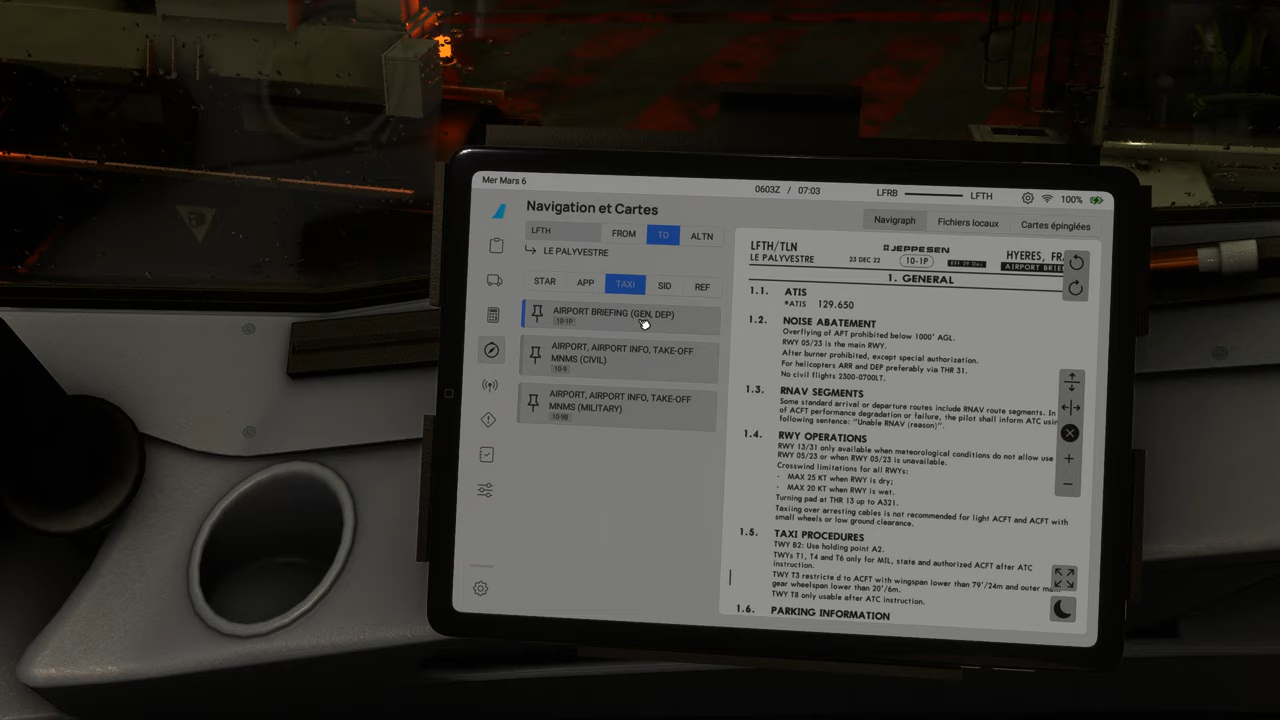 Mer Mars 6
0603Z / 07:03
LFRB
LFTH
100%
Navigation et Cartes
Navigraph
Fichiers locaux
Cartes épinglées
LFTH
FROM
TO
ALTN
LE PALYVESTRE
STAR
APP
TAXI
SID
REF
AIRPORT BRIEFING (GEN, DEP)
10-1P
AIRPORT, AIRPORT INFO, TAKE-OFF
MNMS (CIVIL)
10-9
AIRPORT, AIRPORT INFO, TAKE-OFF
MNMS (MILITARY)
10-9B
LFTH/TLN
LE PALYVESTRE
JEPPESEN
23 DEC 22
10-1P
EFF 29 Dec
HYERES, FR
AIRPORT BRIE
1. GENERAL
1.1. ATIS
*ATIS 129.650
1.2. NOISE ABATEMENT
Overflying of APT prohibited below 1000' AGL.
RWY 05/23 is the main RWY.
After burner prohibited, except special authorization.
For helicopters ARR and DEP preferably via THR 31.
No civil flights 2300-0700LT.
1.3. RNAV SEGMENTS
Some standard arrival or departure routes include RNAV route segments. In
of ACFT performance degradation or failure, the pilot shall inform ATC usin
following sentence: "Unable RNAV (reason)".
1.4. RWY OPERATIONS
RWY 13/31 only available when meteorological conditions do not allow use
RWY 05/23 or when RWY 05/23 is unavailable.
Crosswind limitations for all RWYs:
- MAX 25 KT when RWY is dry;
- MAX 20 KT when RWY is wet.
Turning pad at THR 13 up to A321.
Taxiing over arresting cables is not recommended for light ACFT and ACFT with
small wheels or low ground clearance.
1.5. TAXI PROCEDURES
TWY B2: Use holding point A2.
TWYs T1, T4 and T6 only for MIL, state and authorized ACFT after ATC
instruction.
TWY T3 restricte d to ACFT with wingspan lower than 79'/24m and outer ma
gear wheelspan lower than 20'/6m.
TWY T8 only usable after ATC instruction.
1.6. PARKING INFORMATION